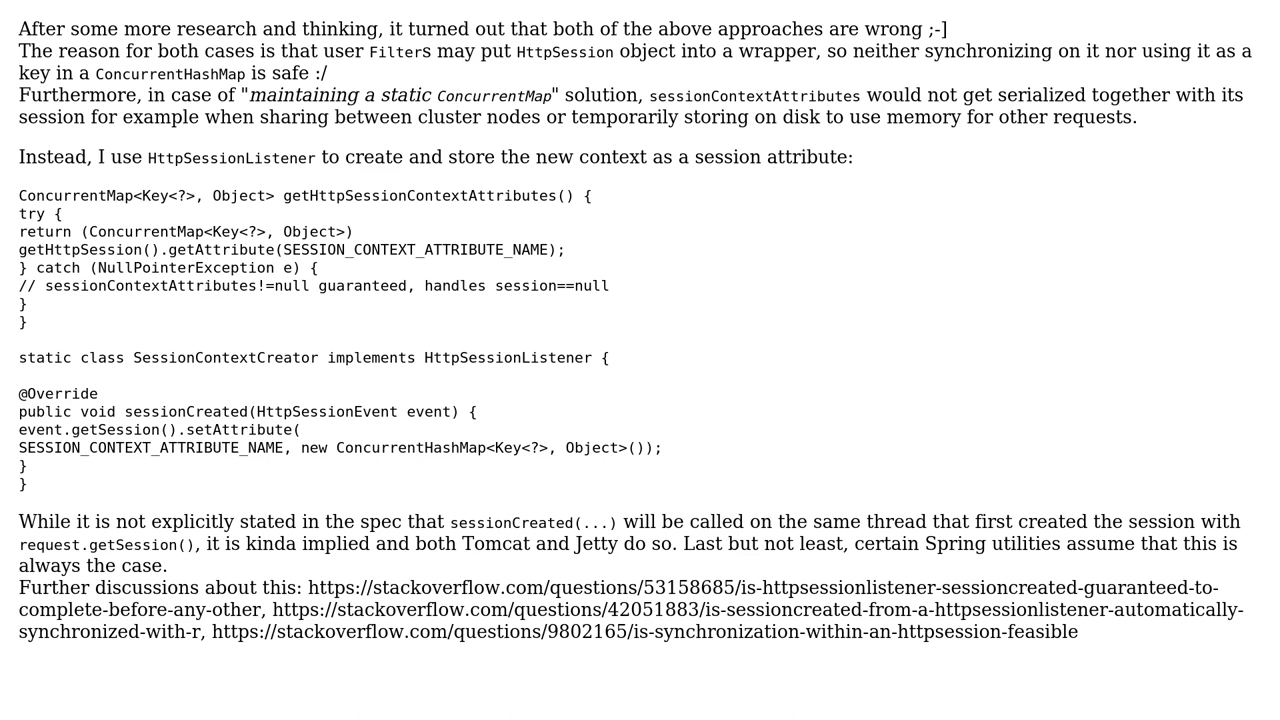 After some more research and thinking, it turned out that both of the above approaches are wrong ;-]
The reason for both cases is that user Filters may put HttpSession object into a wrapper, so neither synchronizing on it nor using it as a
key in a ConcurrentHashMap is safe :/
Furthermore, in case of "maintaining a static ConcurrentMap" solution, sessionContextAttributes would not get serialized together with its
session for example when sharing between cluster nodes or temporarily storing on disk to use memory for other requests.
Instead, I use HttpSessionListener to create and store the new context as a session attribute:
ConcurrentMap<Key<?>, Object> getHttpSessionContextAttributes() {
try {
return (ConcurrentMap<Key<?>, Object>)
getHttpSession().getAttribute(SESSION_CONTEXT_ATTRIBUTE_NAME);
} catch (NullPointerException e) {
// sessionContextAttributes!=null guaranteed, handles session==null
}
}
static class SessionContextCreator implements HttpSessionListener {
@Override
public void sessionCreated(HttpSessionEvent event) {
event.getSession().setAttribute(
SESSION_CONTEXT_ATTRIBUTE_NAME, new ConcurrentHashMap<Key<?>, Object>());
}
}
While it is not explicitly stated in the spec that sessionCreated(...) will be called on the same thread that first created the session with
request.getSession(), it is kinda implied and both Tomcat and Jetty do so. Last but not least, certain Spring utilities assume that this is
always the case.
Further discussions about this: https://stackoverflow.com/questions/53158685/is-httpsessionlistener-sessioncreated-guaranteed-to-
complete-before-any-other, https://stackoverflow.com/questions/42051883/is-sessioncreated-from-a-httpsessionlistener-automatically-
synchronized-with-r, https://stackoverflow.com/questions/9802165/is-synchronization-within-an-httpsession-feasible